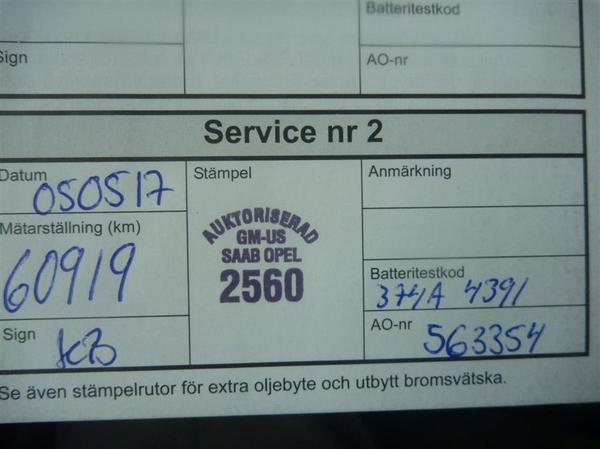 Batteritestkod
Sign
AO-nr
Service nr 2
Datum
050517
Stämpel
Anmärkning
Mätarställning (km)
60919
AUKTORISERAD
GM-US
SAAB OPEL
2560
Batteritestkod
374A 4391
Sign
AO-nr
563354
Se även stämpelrutor för extra oljebyte och utbytt bromsvätska.